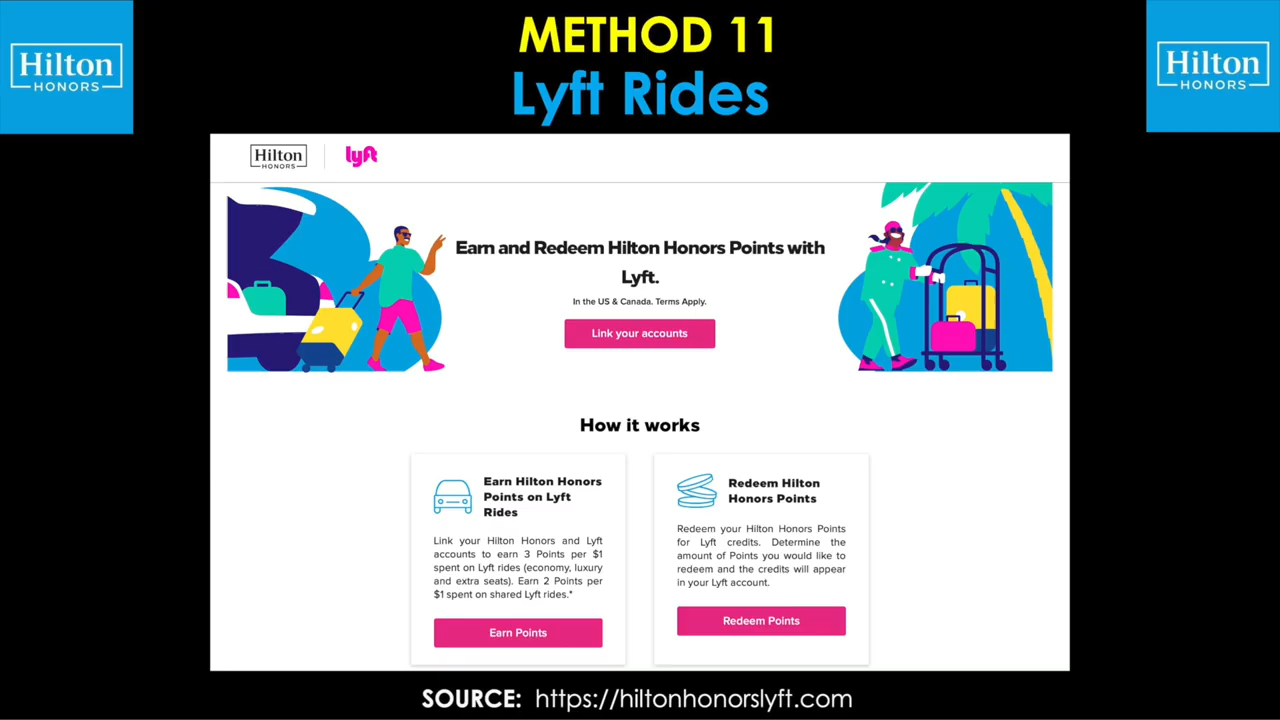 METHOD 11
Lyft Rides
Hilton
HONORS
Hilton
HONORS
Hilton
HONORS
lyft
Earn and Redeem Hilton Honors Points with
Lyft.
In the US & Canada. Terms Apply.
Link your accounts
How it works
Earn Hilton Honors
Points on Lyft
Rides
Link your Hilton Honors and Lyft
accounts to earn 3 Points per $1
spent on Lyft rides (economy, luxury
and extra seats). Earn 2 Points per
$1 spent on shared Lyft rides.*
Earn Points
Redeem Hilton
Honors Points
Redeem your Hilton Honors Points
for Lyft credits. Determine the
amount of Points you would like to
redeem and the credits will appear
in your Lyft account.
Redeem Points
SOURCE: https://hiltonhonorslyft.com